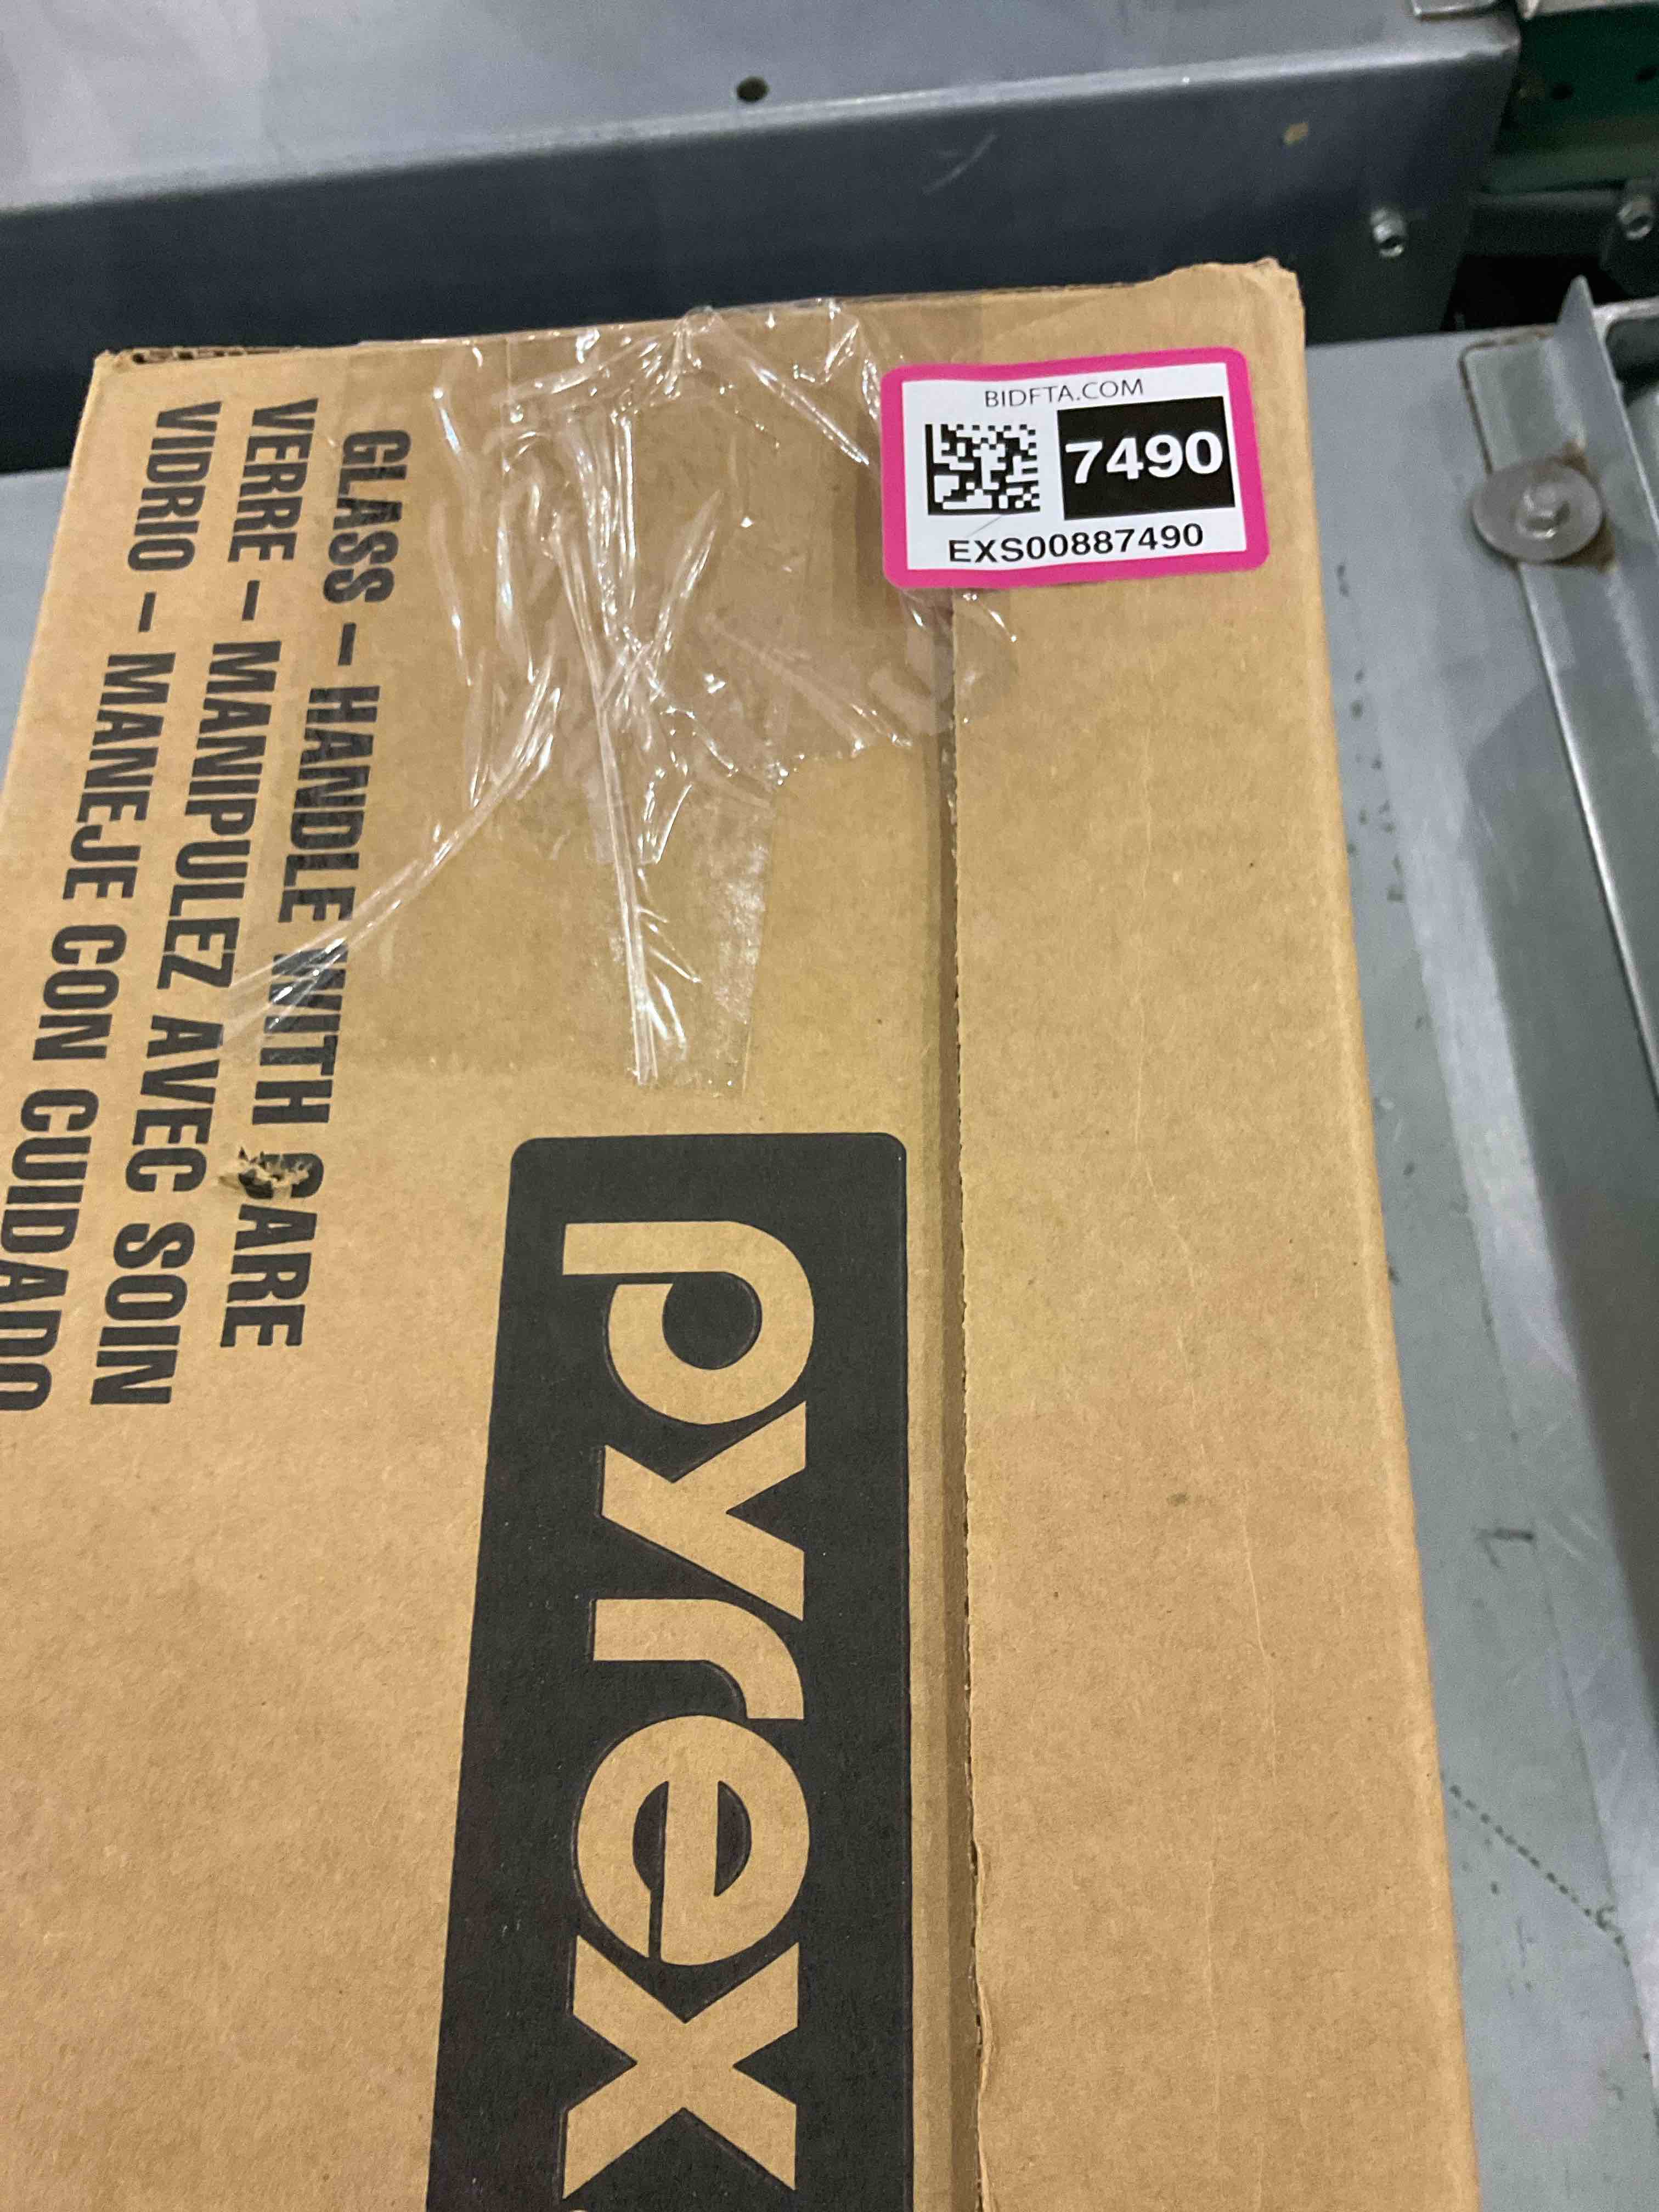 BIDFTA.COM
7490
EXS00887490
GLASS – HANDLE WITH CARE
VERRE – MANIPULEZ AVEC SOIN
VIDRIO – MANEJE CON CUIDADO
pyrex